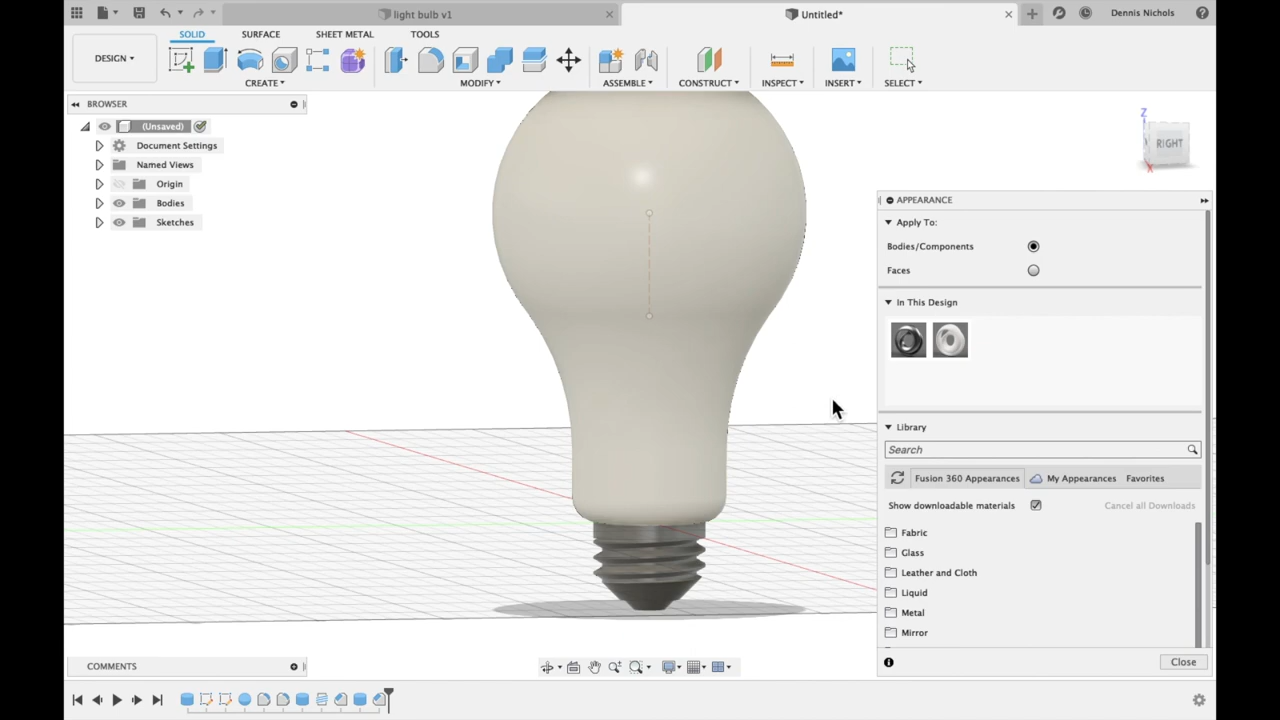 light bulb v1
Untitled*
Dennis Nichols
DESIGN
SOLID
SURFACE
SHEET METAL
TOOLS
CREATE
MODIFY
ASSEMBLE
CONSTRUCT
INSPECT
INSERT
SELECT
BROWSER
(Unsaved)
Document Settings
Named Views
Origin
Bodies
Sketches
Z
RIGHT
X
APPEARANCE
Apply To:
Bodies/Components
Faces
In This Design
Library
Search
Fusion 360 Appearances
My Appearances
Favorites
Show downloadable materials
Cancel all Downloads
Fabric
Glass
Leather and Cloth
Liquid
Metal
Mirror
Close
COMMENTS